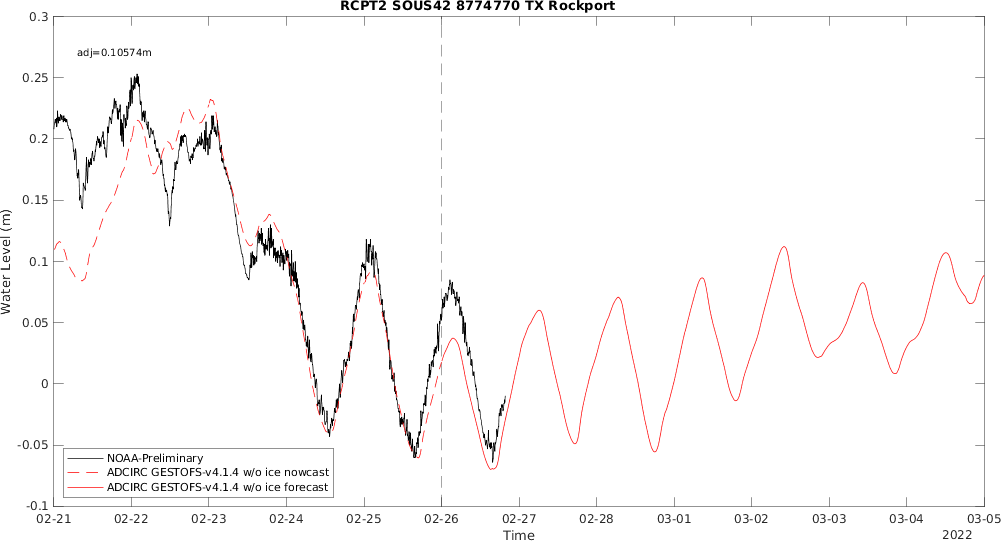 RCPT2 SOUS42 8774770 TX Rockport
adj=0.10574m
0.3
0.25
0.2
0.15
0.1
0.05
0
-0.05
-0.1
Water Level (m)
NOAA-Preliminary
ADCIRC GESTOFS-v4.1.4 w/o ice nowcast
ADCIRC GESTOFS-v4.1.4 w/o ice forecast
02-21 02-22 02-23 02-24 02-25 02-26 02-27 02-28 03-01 03-02 03-03 03-04 03-05
Time
2022